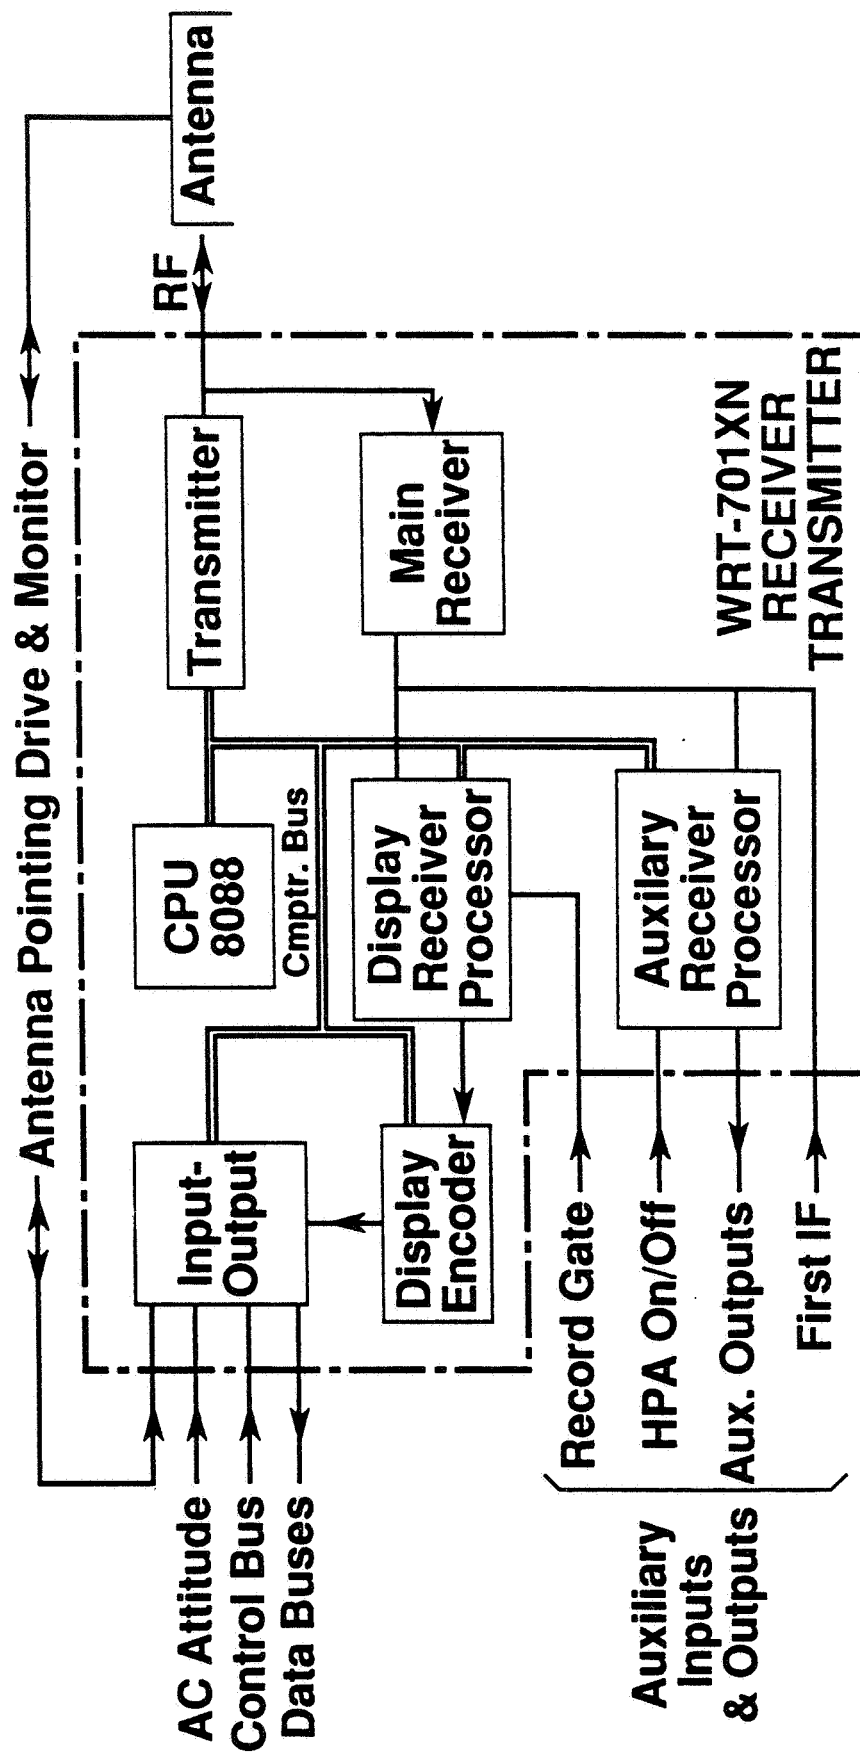 Antenna Pointing Drive & Monitor
Antenna
RF
AC Attitude
Control Bus
Data Buses
Input-
Output
CPU
8088
Transmitter
Cmptr. Bus
Display
Encoder
Display
Receiver
Processor
Main
Receiver
Record Gate
HPA On/Off
Aux. Outputs
First IF
Auxiliary
Inputs
& Outputs
Auxilary
Receiver
Processor
WRT-701XN
RECEIVER
TRANSMITTER